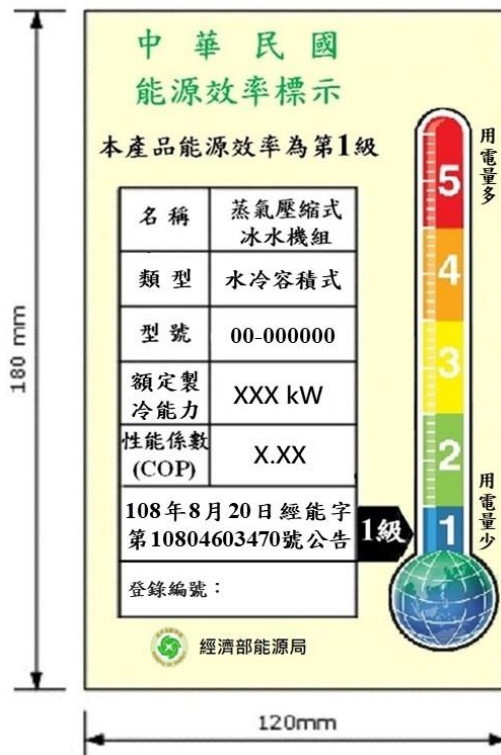 中華民國
能源效率標示
本產品能源效率為第1級
名稱
蒸氣壓縮式
冰水機組
類型
水冷容積式
型號
00-000000
額定製
冷能力
XXX kW
性能係數
(COP)
X.XX
108年8月20日經能字
第10804603470號公告
登錄編號：
經濟部能源局
用電量多
5
4
3
2
1
1級
用電量少
180 mm
120mm